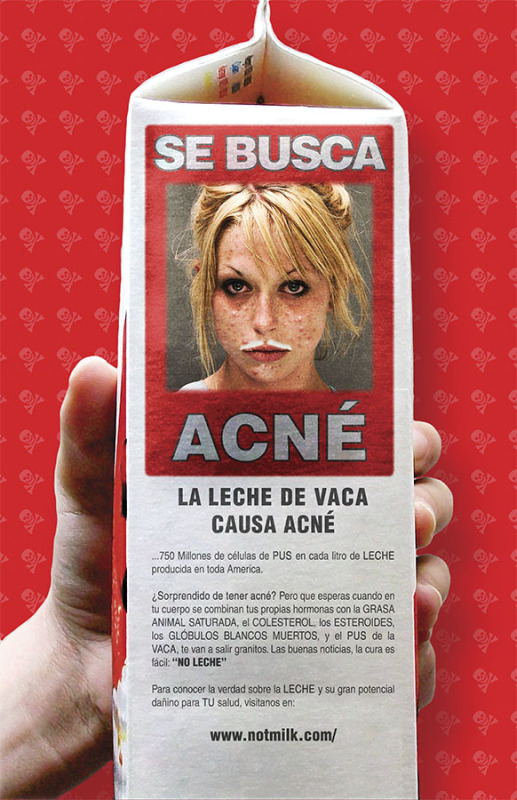 SE BUSCA
ACNÉ
LA LECHE DE VACA
CAUSA ACNÉ
...750 Millones de células de PUS en cada litro de LECHE
producida en toda America.
¿Sorprendido de tener acné? Pero que esperas cuando en
tu cuerpo se combinan tus propias hormonas con la GRASA
ANIMAL SATURADA, el COLESTEROL, los ESTEROIDES,
los GLÓBULOS BLANCOS MUERTOS, y el PUS de la
VACA, te van a salir granitos. Las buenas noticias, la cura es
fácil: “NO LECHE”
Para conocer la verdad sobre la LECHE y su gran potencial
dañino para TU salud, visitanos en:
www.notmilk.com/